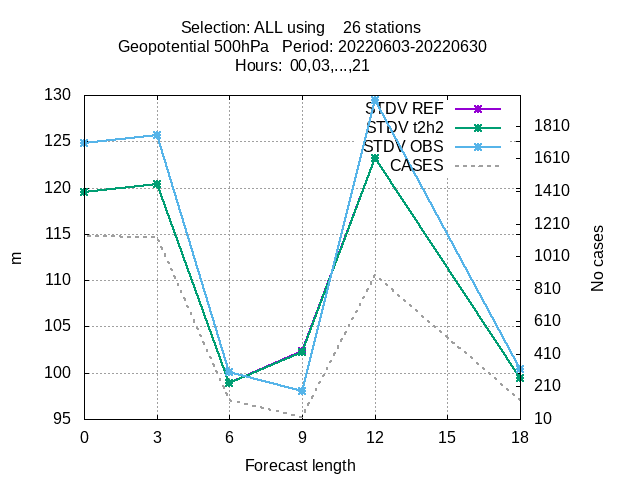 Selection: ALL using    26 stations
Geopotential 500hPa   Period: 20220603-20220630
Hours:  00,03,...,21
STDV REF
STDV t2h2
STDV OBS
CASES
130
125
120
115
110
105
100
95
m
1810
1610
1410
1210
1010
810
610
410
210
10
No cases
0 3 6 9 12 15 18
Forecast length